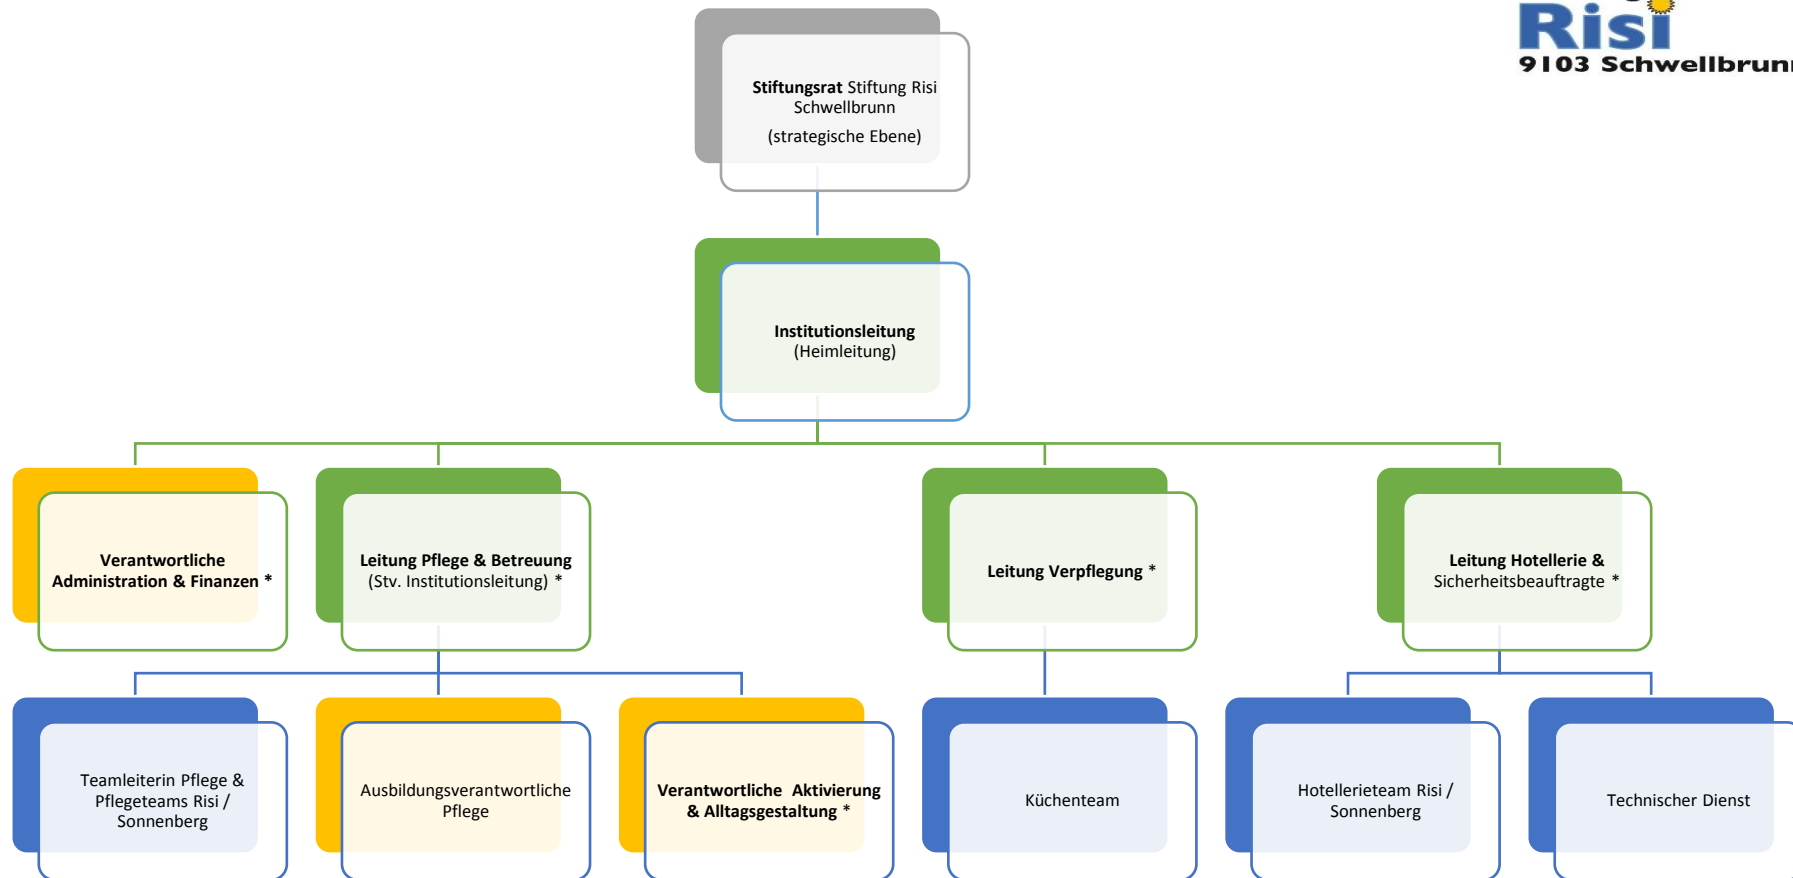 Risi
9103 Schwellbrunn
Stiftungsrat Stiftung Risi
Schwellbrunn
(strategische Ebene)
Institutionsleitung
(Heimleitung)
Verantwortliche
Administration & Finanzen *
Leitung Pflege & Betreuung
(Stv. Institutionsleitung) *
Leitung Verpflegung *
Leitung Hotellerie &
Sicherheitsbeauftragte *
Teamleiterin Pflege &
Pflegeteams Risi /
Sonnenberg
Ausbildungsverantwortliche
Pflege
Verantwortliche Aktivierung
& Alltagsgestaltung *
Küchenteam
Hotellerieteam Risi /
Sonnenberg
Technischer Dienst